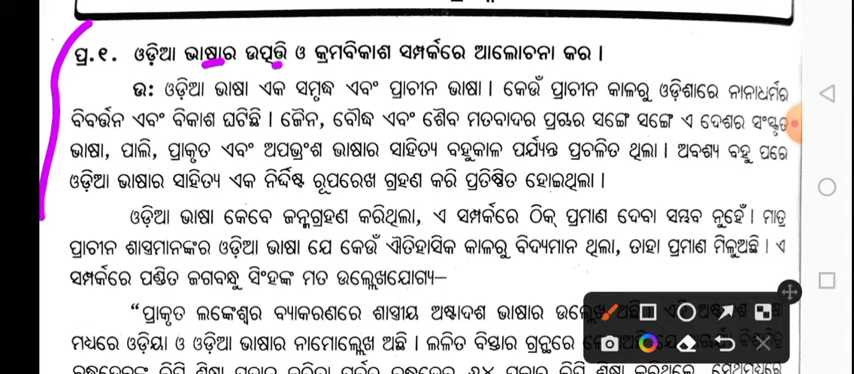 ପ୍ର.୧. ଓଡ଼ିଆ ଭାଷାର ଉତ୍ପତ୍ତି ଓ କ୍ରମବିକାଶ ସମ୍ପର୍କରେ ଆଲୋଚନା କର ।
ଉ: ଓଡ଼ିଆ ଭାଷା ଏକ ସମୃଦ୍ଧ ଏବଂ ପ୍ରାଚୀନ ଭାଷା । କେଉଁ ପ୍ରାଚୀନ କାଳରୁ ଓଡ଼ିଶାରେ ନାନାଧର୍ମର
ବିବର୍ତ୍ତନ ଏବଂ ବିକାଶ ଘଟିଛି । ଜୈନ, ବୌଦ୍ଧ ଏବଂ ଶୈବ ମତବାଦର ପ୍ରଚାର ସଙ୍ଗେ ସଙ୍ଗେ ଏ ଦେଶର ସଂସ୍କୃତ
ଭାଷା, ପାଲି, ପ୍ରାକୃତ ଏବଂ ଅପଭ୍ରଂଶ ଭାଷାର ସାହିତ୍ୟ ବହୁକାଳ ପର୍ଯ୍ୟନ୍ତ ପ୍ରଚଳିତ ଥିଲା । ଅବଶ୍ୟ ବହୁ ପରେ
ଓଡ଼ିଆ ଭାଷାର ସାହିତ୍ୟ ଏକ ନିର୍ଦ୍ଦିଷ୍ଟ ରୂପରେଖ ଗ୍ରହଣ କରି ପ୍ରତିଷ୍ଠିତ ହୋଇଥିଲା ।
ଓଡ଼ିଆ ଭାଷା କେବେ ଜନ୍ମଗ୍ରହଣ କରିଥିଲା, ଏ ସମ୍ପର୍କରେ ଠିକ୍ ପ୍ରମାଣ ଦେବା ସମ୍ଭବ ନୁହେଁ । ମାତ୍ର
ପ୍ରାଚୀନ ଶାସ୍ତ୍ରମାନଙ୍କର ଓଡ଼ିଆ ଭାଷା ଯେ କେଉଁ ଐତିହାସିକ କାଳରୁ ବିଦ୍ୟମାନ ଥିଲା, ତାହା ପ୍ରମାଣ ମିଳୁଅଛି । ଏ
ସମ୍ପର୍କରେ ପଣ୍ଡିତ ଜଗବନ୍ଧୁ ସିଂହଙ୍କ ମତ ଉଲ୍ଲେଖଯୋଗ୍ୟ–
“ପ୍ରାକୃତ ଲଙ୍କେଶ୍ୱର ବ୍ୟାକରଣରେ ଶାସ୍ତ୍ରୀୟ ଅଷ୍ଟାଦଶ ଭାଷାର
ମଧ୍ୟରେ ଓଡ଼ିୟା ଓ ଓଡ଼ିଆ ଭାଷାର ନାମୋଲ୍ଲେଖ ଅଛି । ଲଳିତ ବିସ୍ତାର ଗ୍ରନ୍ଥରେ